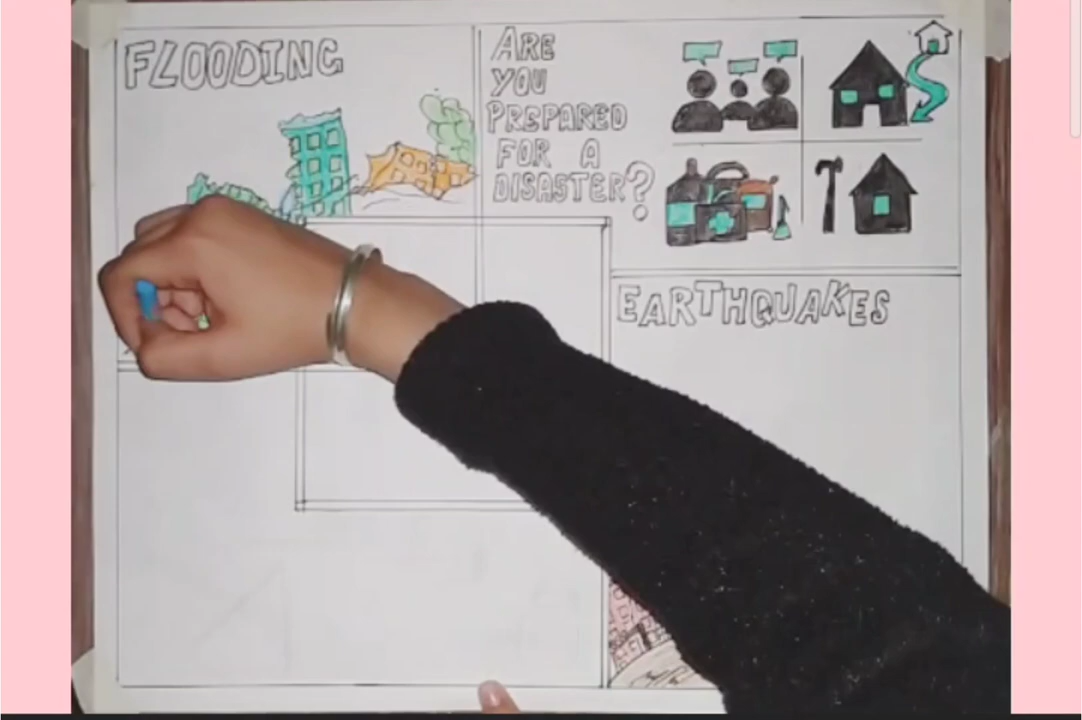 FLOODING
ARE
YOU
PREPARED
FOR A
DISASTER?
EARTHQUAKES